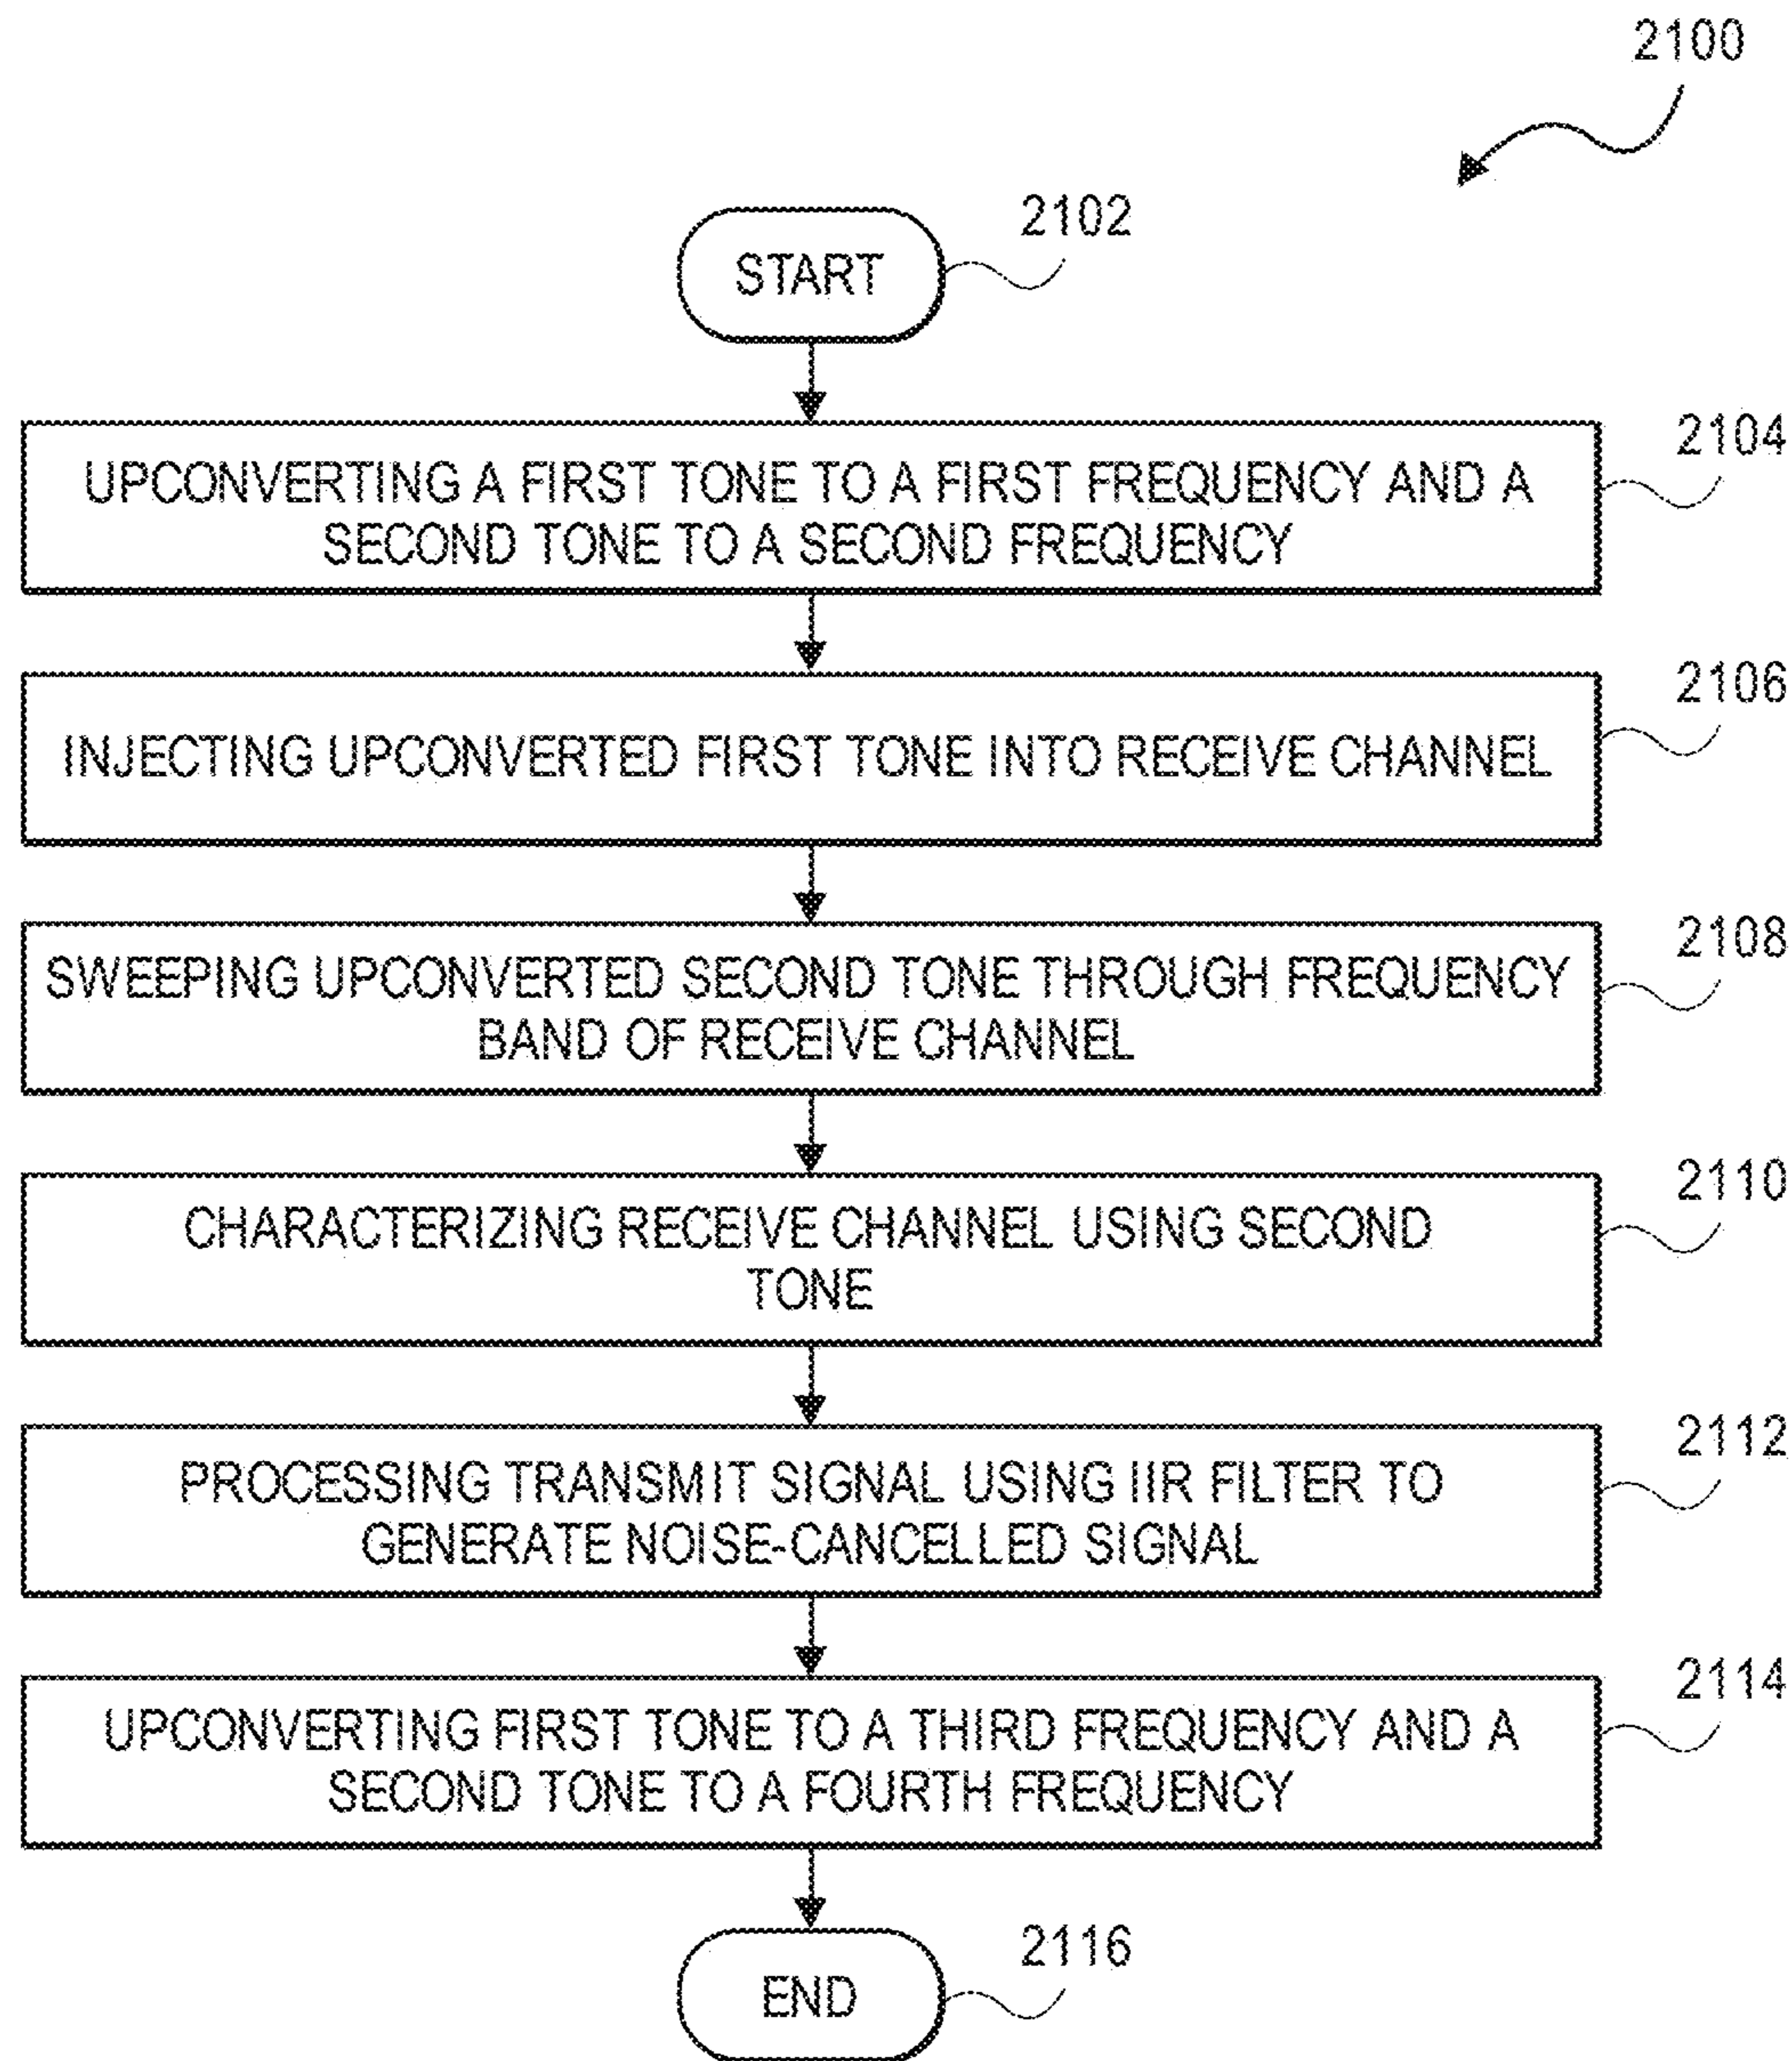 2100
START
2102
UPCONVERTING A FIRST TONE TO A FIRST FREQUENCY AND A
SECOND TONE TO A SECOND FREQUENCY
2104
INJECTING UPCONVERTED FIRST TONE INTO RECEIVE CHANNEL
2106
SWEEPING UPCONVERTED SECOND TONE THROUGH FREQUENCY
BAND OF RECEIVE CHANNEL
2108
CHARACTERIZING RECEIVE CHANNEL USING SECOND
TONE
2110
PROCESSING TRANSMIT SIGNAL USING IIR FILTER TO
GENERATE NOISE-CANCELLED SIGNAL
2112
UPCONVERTING FIRST TONE TO A THIRD FREQUENCY AND A
SECOND TONE TO A FOURTH FREQUENCY
2114
END
2116